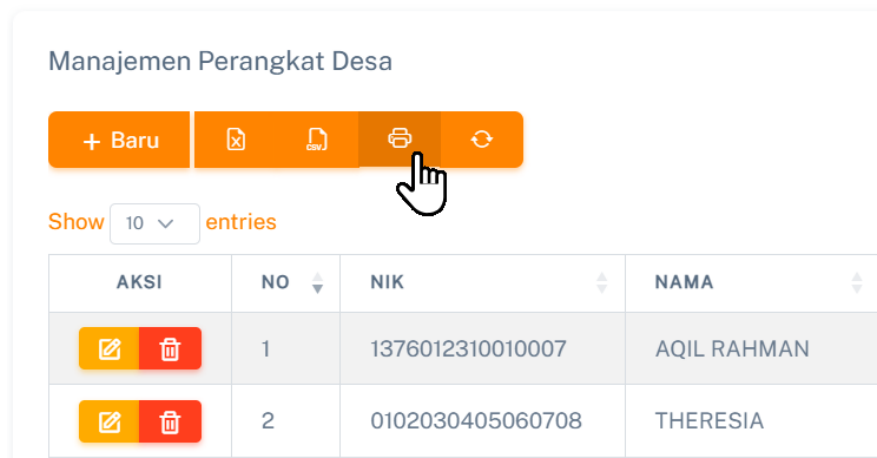 Manajemen Perangkat Desa
+ Baru
CSV
Show 10 entries
AKSI NO NIK NAMA
1 1376012310010007 AQIL RAHMAN
2 0102030405060708 THERESIA